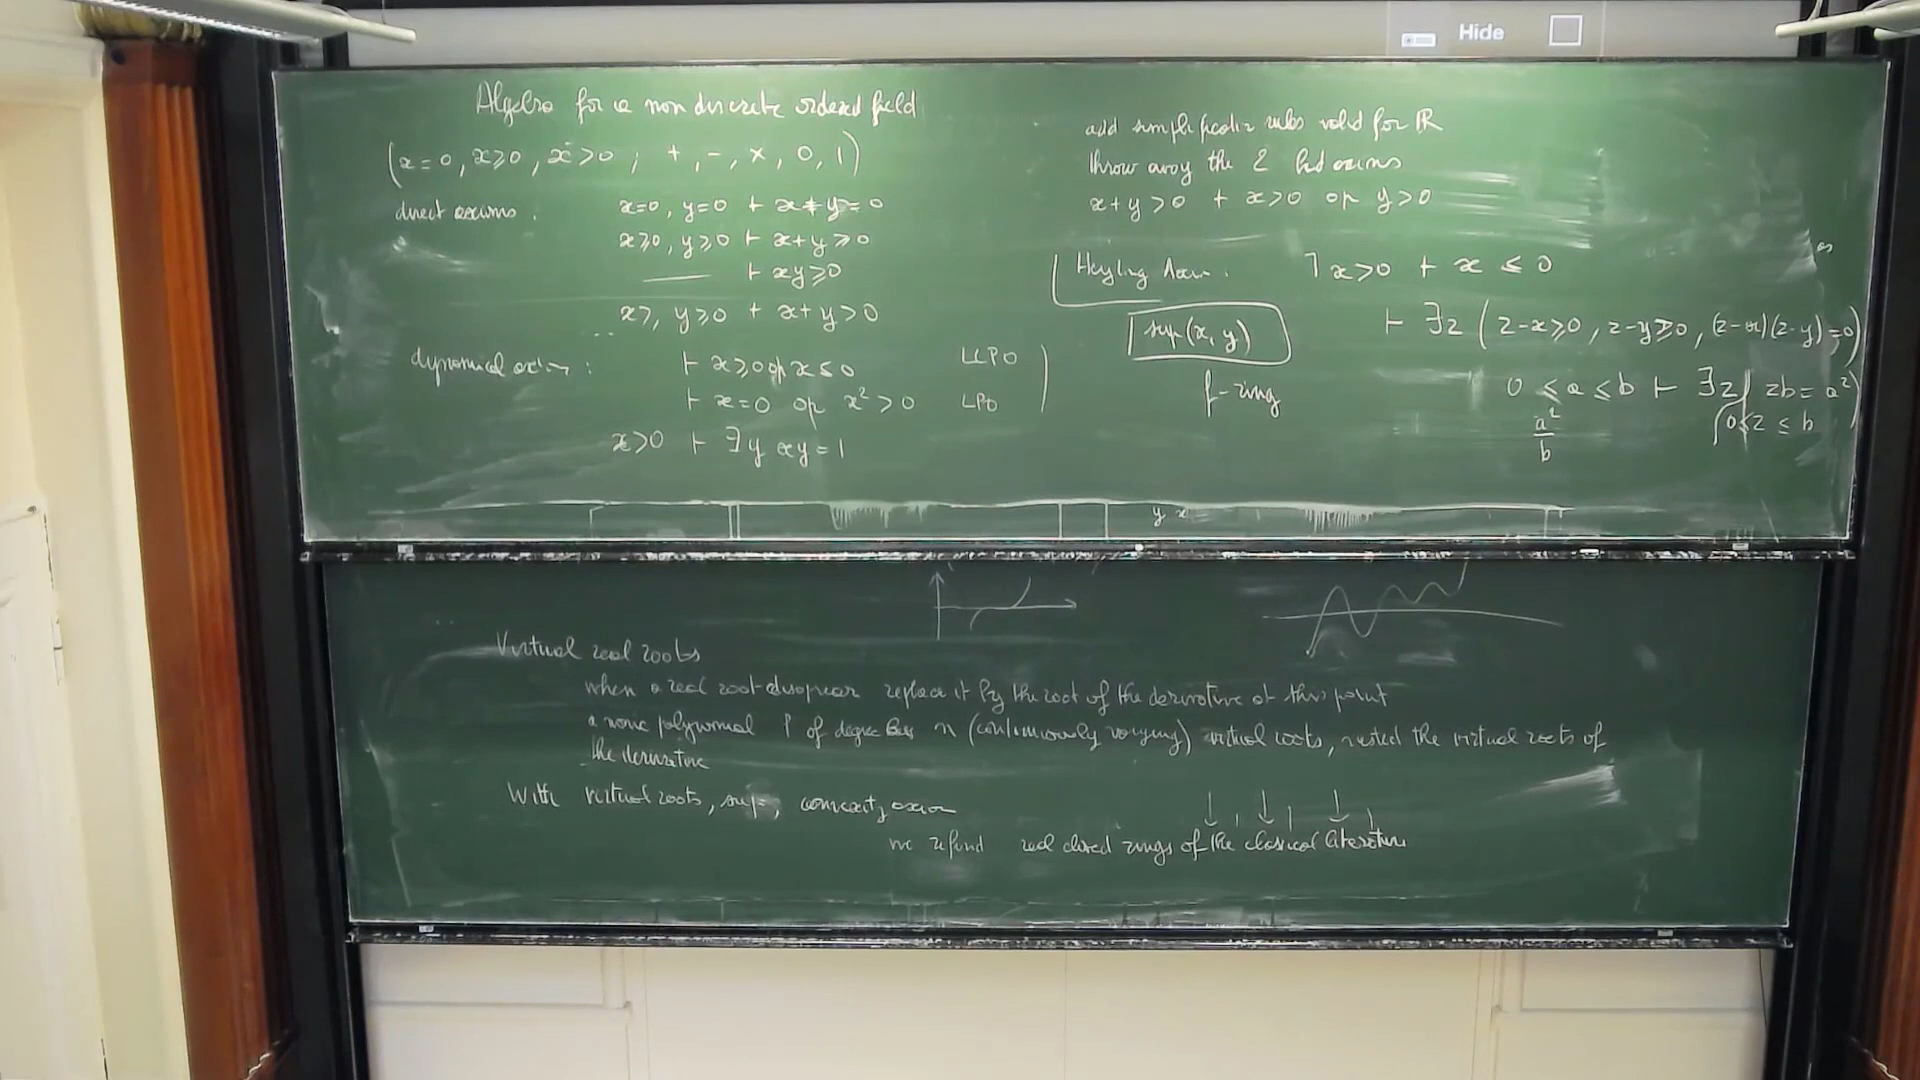 Hide
Algebra for a non discrete ordered field
(x=0, x⩾0, x>0 ; +, -, ×, 0, 1)
direct axioms :
x=0, y=0 ⊢ x+y=0
x⩾0, y⩾0 ⊢ x+y⩾0
—— ⊢ xy⩾0
x>, y⩾0 ⊢ x+y>0
...
dynamical axioms :
⊢ x⩾0 or x≤0 LLPO
⊢ x=0 or x²>0 LPO
x>0 ⊢ ∃y xy=1
add simplification rules valid for ℝ
throw away the 2 bad axioms
x+y>0 ⊢ x>0 or y>0
Heyting Axiom : ¬x>0 ⊢ x≤0
sup(x,y)
⊢ ∃z (z-x⩾0, z-y⩾0, (z-x)(z-y)=0)
f-ring
0≤a≤b ⊢ ∃z( zb=a²
0≤z≤b )
a²
b
y x
Virtual real roots
when a real root disappear replace it by the root of the derivative at this point
a monic polynomial P of degree n (continuously varying) virtual roots, nested the virtual roots of
the derivative
With virtual roots, sup, convexity axiom
we refind real closed rings of the classical literature